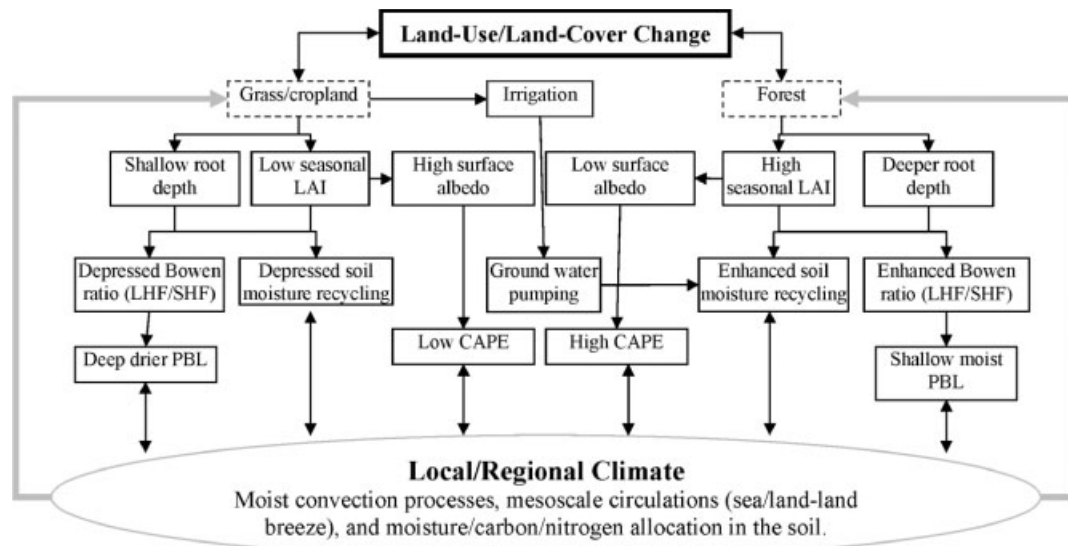 Land-Use/Land-Cover Change
Grass/cropland
Irrigation
Forest
Shallow root
depth
Low seasonal
LAI
High surface
albedo
Low surface
albedo
High
seasonal LAI
Deeper root
depth
Depressed Bowen
ratio (LHF/SHF)
Depressed soil
moisture recycling
Ground water
pumping
Enhanced soil
moisture recycling
Enhanced Bowen
ratio (LHF/SHF)
Deep drier PBL
Low CAPE
High CAPE
Shallow moist
PBL
Local/Regional Climate
Moist convection processes, mesoscale circulations (sea/land-land
breeze), and moisture/carbon/nitrogen allocation in the soil.